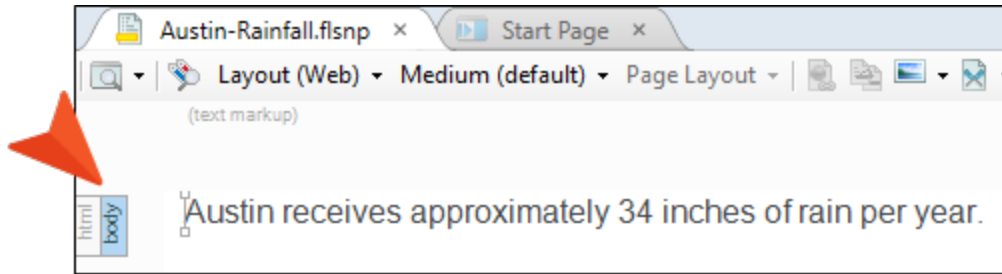 Austin-Rainfall.flsnp × Start Page ×
Layout (Web) Medium (default) Page Layout
(text markup)
html
body
Austin receives approximately 34 inches of rain per year.